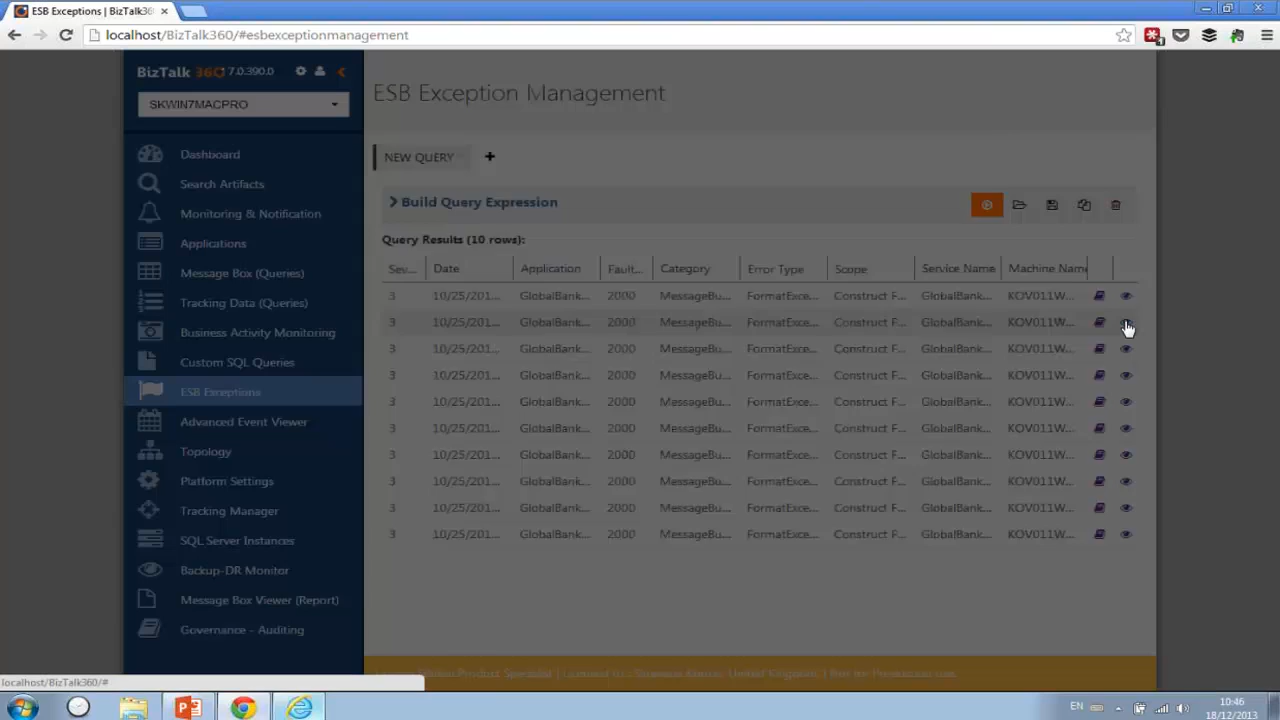 ESB Exceptions | BizTalk36
localhost/BizTalk360/#esbexceptionmanagement
BizTalk 360 7.0.390.0
SKWIN7MACPRO
Dashboard
Search Artifacts
Monitoring & Notification
Applications
Message Box (Queries)
Tracking Data (Queries)
Business Activity Monitoring
Custom SQL Queries
ESB Exceptions
Advanced Event Viewer
Topology
Platform Settings
Tracking Manager
SQL Server Instances
Backup-DR Monitor
Message Box Viewer (Report)
Governance - Auditing
ESB Exception Management
NEW QUERY
Build Query Expression
Query Results (10 rows):
Sev... Date Application Fault... Category Error Type Scope Service Name Machine Name
3 10/25/201... GlobalBank... 2000 MessageBu... FormatExce... Construct F... GlobalBank... KOV011W...
3 10/25/201... GlobalBank... 2000 MessageBu... FormatExce... Construct F... GlobalBank... KOV011W...
3 10/25/201... GlobalBank... 2000 MessageBu... FormatExce... Construct F... GlobalBank... KOV011W...
3 10/25/201... GlobalBank... 2000 MessageBu... FormatExce... Construct F... GlobalBank... KOV011W...
3 10/25/201... GlobalBank... 2000 MessageBu... FormatExce... Construct F... GlobalBank... KOV011W...
3 10/25/201... GlobalBank... 2000 MessageBu... FormatExce... Construct F... GlobalBank... KOV011W...
3 10/25/201... GlobalBank... 2000 MessageBu... FormatExce... Construct F... GlobalBank... KOV011W...
3 10/25/201... GlobalBank... 2000 MessageBu... FormatExce... Construct F... GlobalBank... KOV011W...
3 10/25/201... GlobalBank... 2000 MessageBu... FormatExce... Construct F... GlobalBank... KOV011W...
3 10/25/201... GlobalBank... 2000 MessageBu... FormatExce... Construct F... GlobalBank... KOV011W...
localhost/BizTalk360/#
EN
10:46
18/12/2013